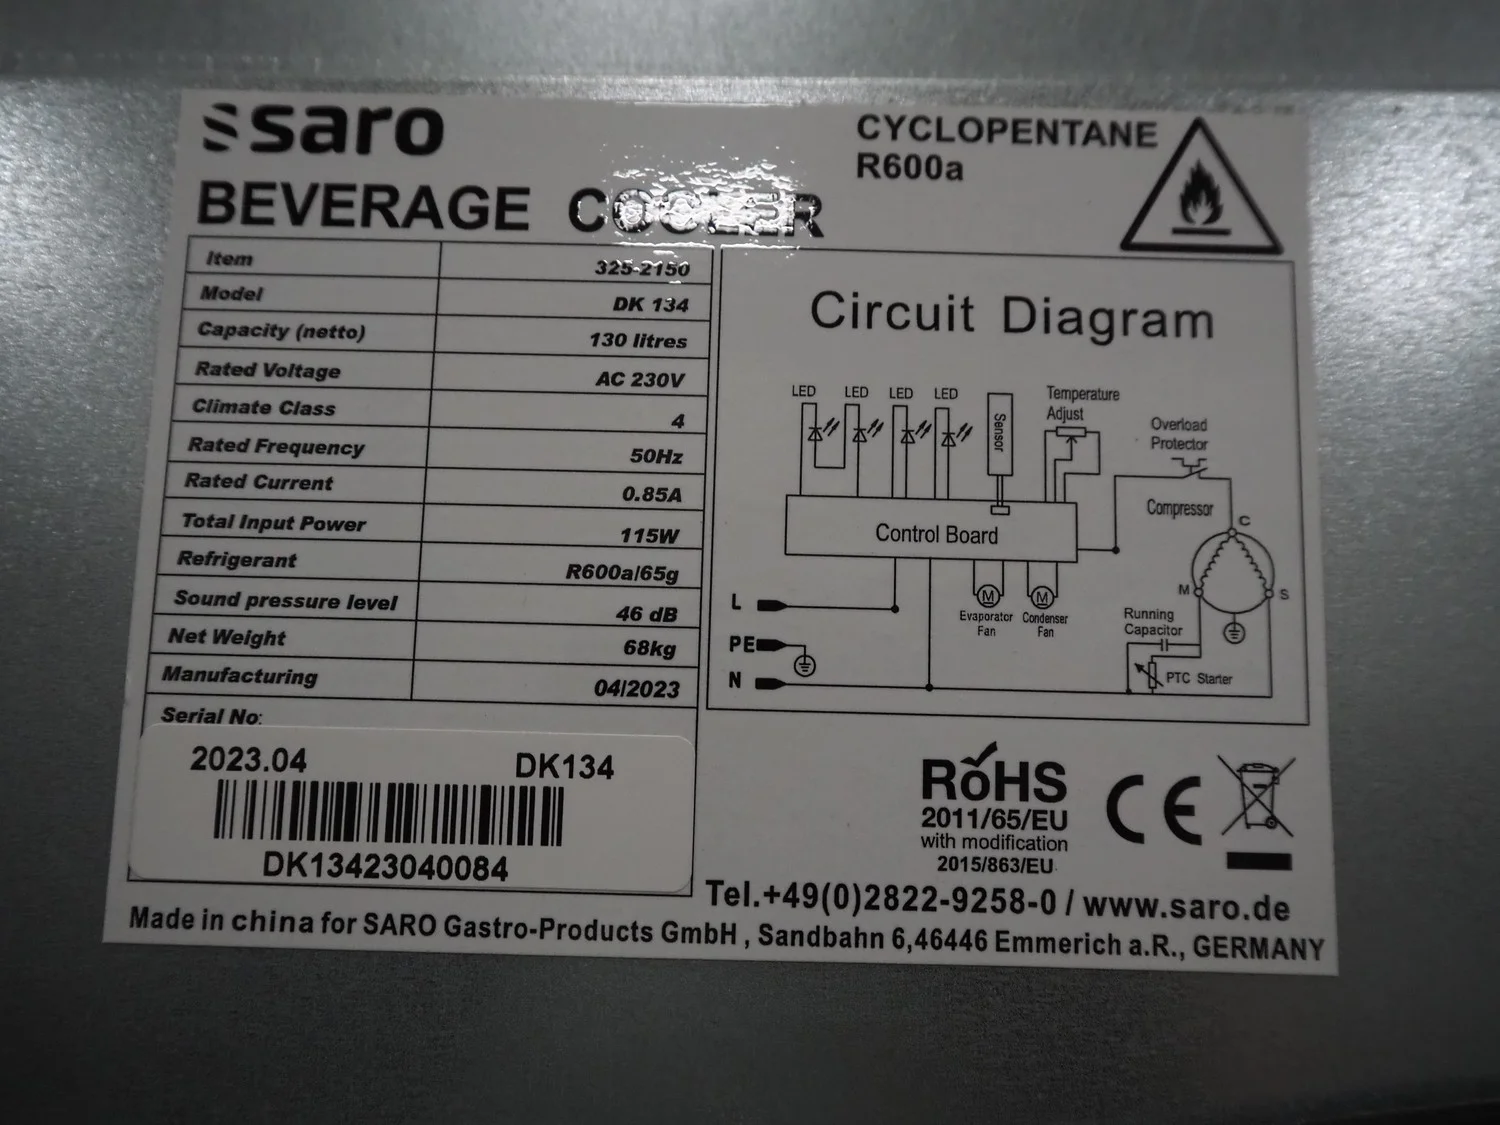 saro
BEVERAGE COOLER
CYCLOPENTANE
R600a
Item 325-2150
Model DK 134
Capacity (netto) 130 litres
Rated Voltage AC 230V
Climate Class 4
Rated Frequency 50Hz
Rated Current 0.85A
Total Input Power 115W
Refrigerant R600a/65g
Sound pressure level 46 dB
Net Weight 68kg
Manufacturing 04/2023
Serial No:
2023.04 DK134
DK13423040084
Circuit Diagram
LED LED LED LED
Sensor
Temperature
Adjust
Overload
Protector
Control Board
Compressor
C
M
S
L
PE
N
M
M
Evaporator
Fan
Condenser
Fan
Running
Capacitor
PTC Starter
RoHS
2011/65/EU
with modification
2015/863/EU
CE
Tel.+49(0)2822-9258-0 / www.saro.de
Made in china for SARO Gastro-Products GmbH , Sandbahn 6,46446 Emmerich a.R., GERMANY